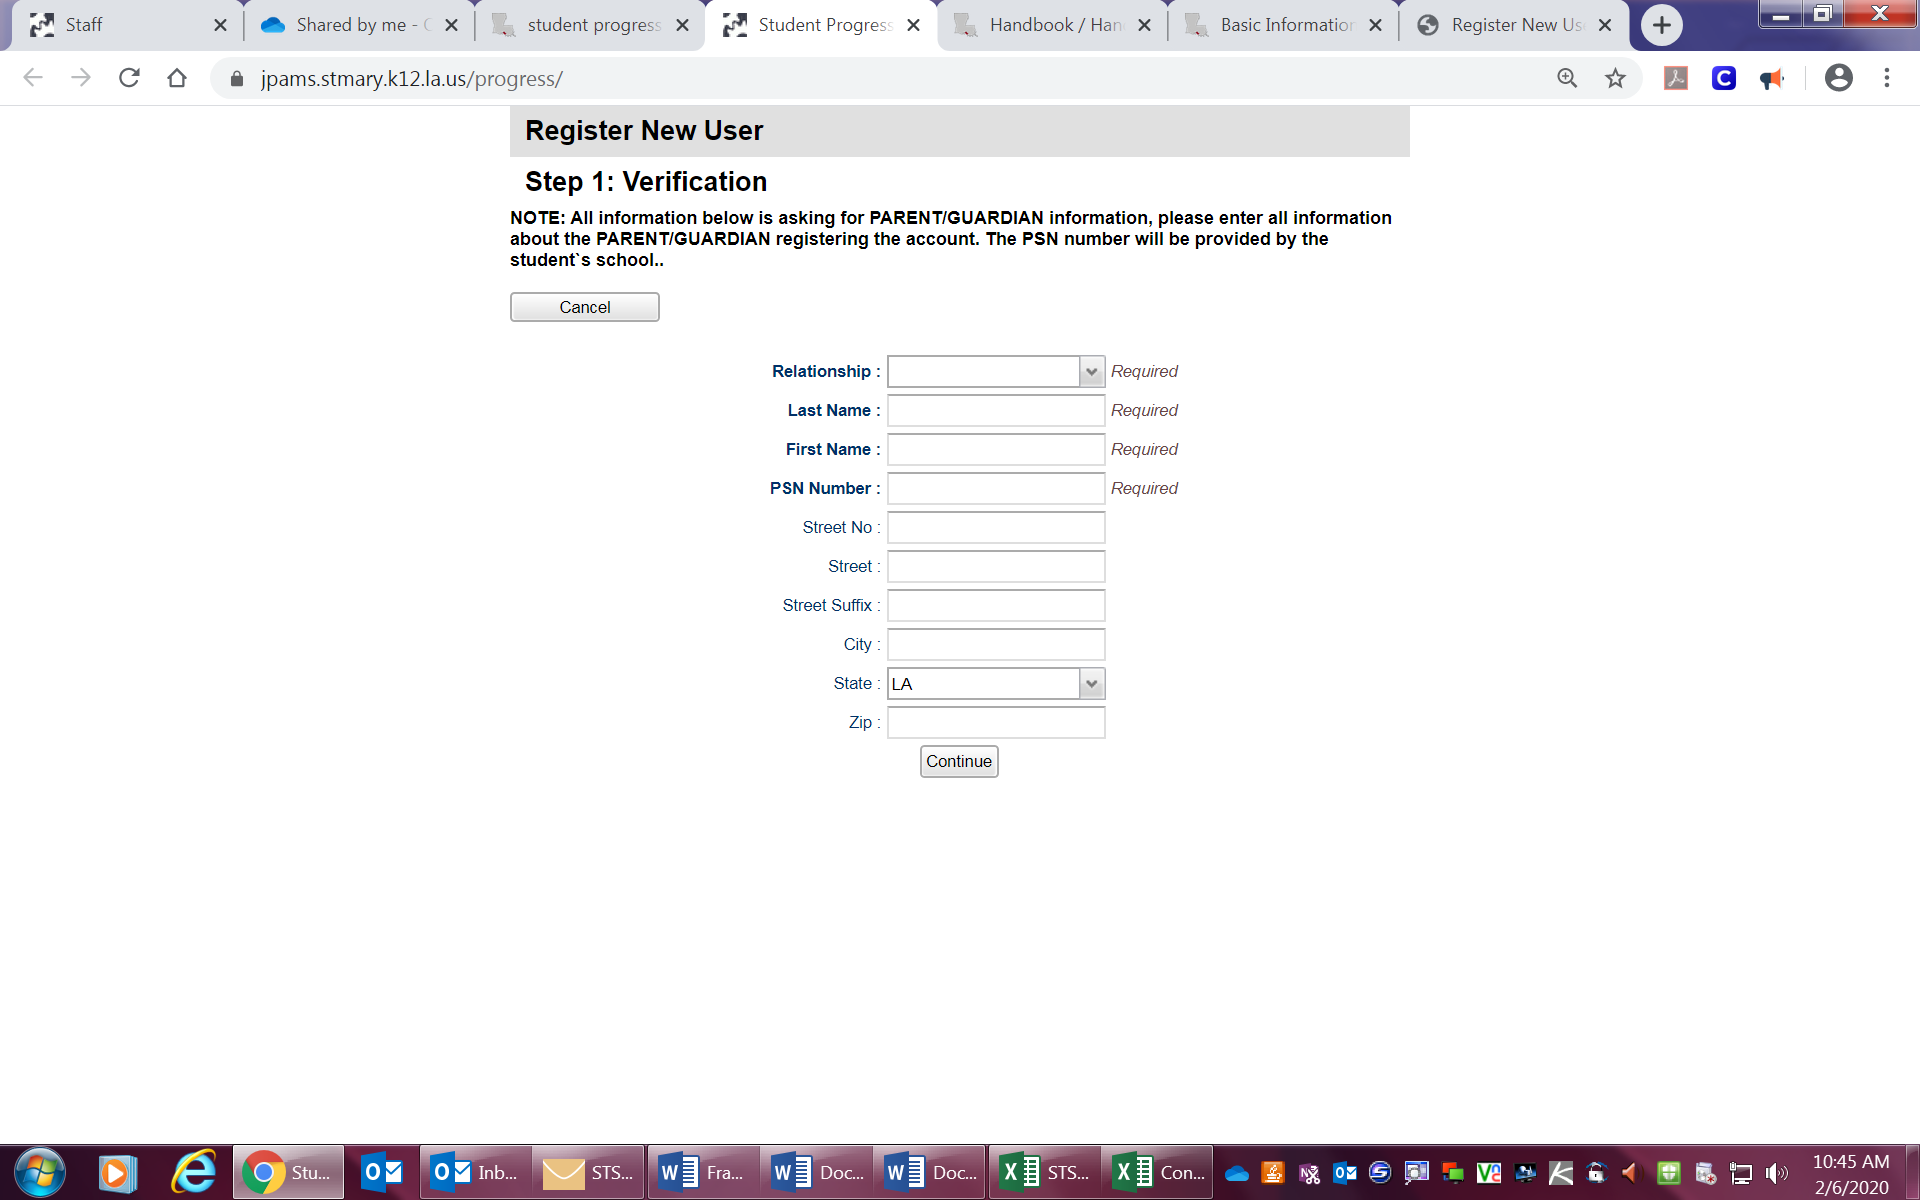 Staff
Shared by me -
student progress
Student Progress
Handbook / Han
Basic Information
Register New Us
jpams.stmary.k12.la.us/progress/
Register New User
Step 1: Verification
NOTE: All information below is asking for PARENT/GUARDIAN information, please enter all information
about the PARENT/GUARDIAN registering the account. The PSN number will be provided by the
student`s school..
Cancel
Relationship : Required
Last Name : Required
First Name : Required
PSN Number : Required
Street No :
Street :
Street Suffix :
City :
State : LA
Zip :
Continue
Stu...
Inb...
STS...
Fra...
Doc...
Doc...
STS...
Con...
10:45 AM
2/6/2020